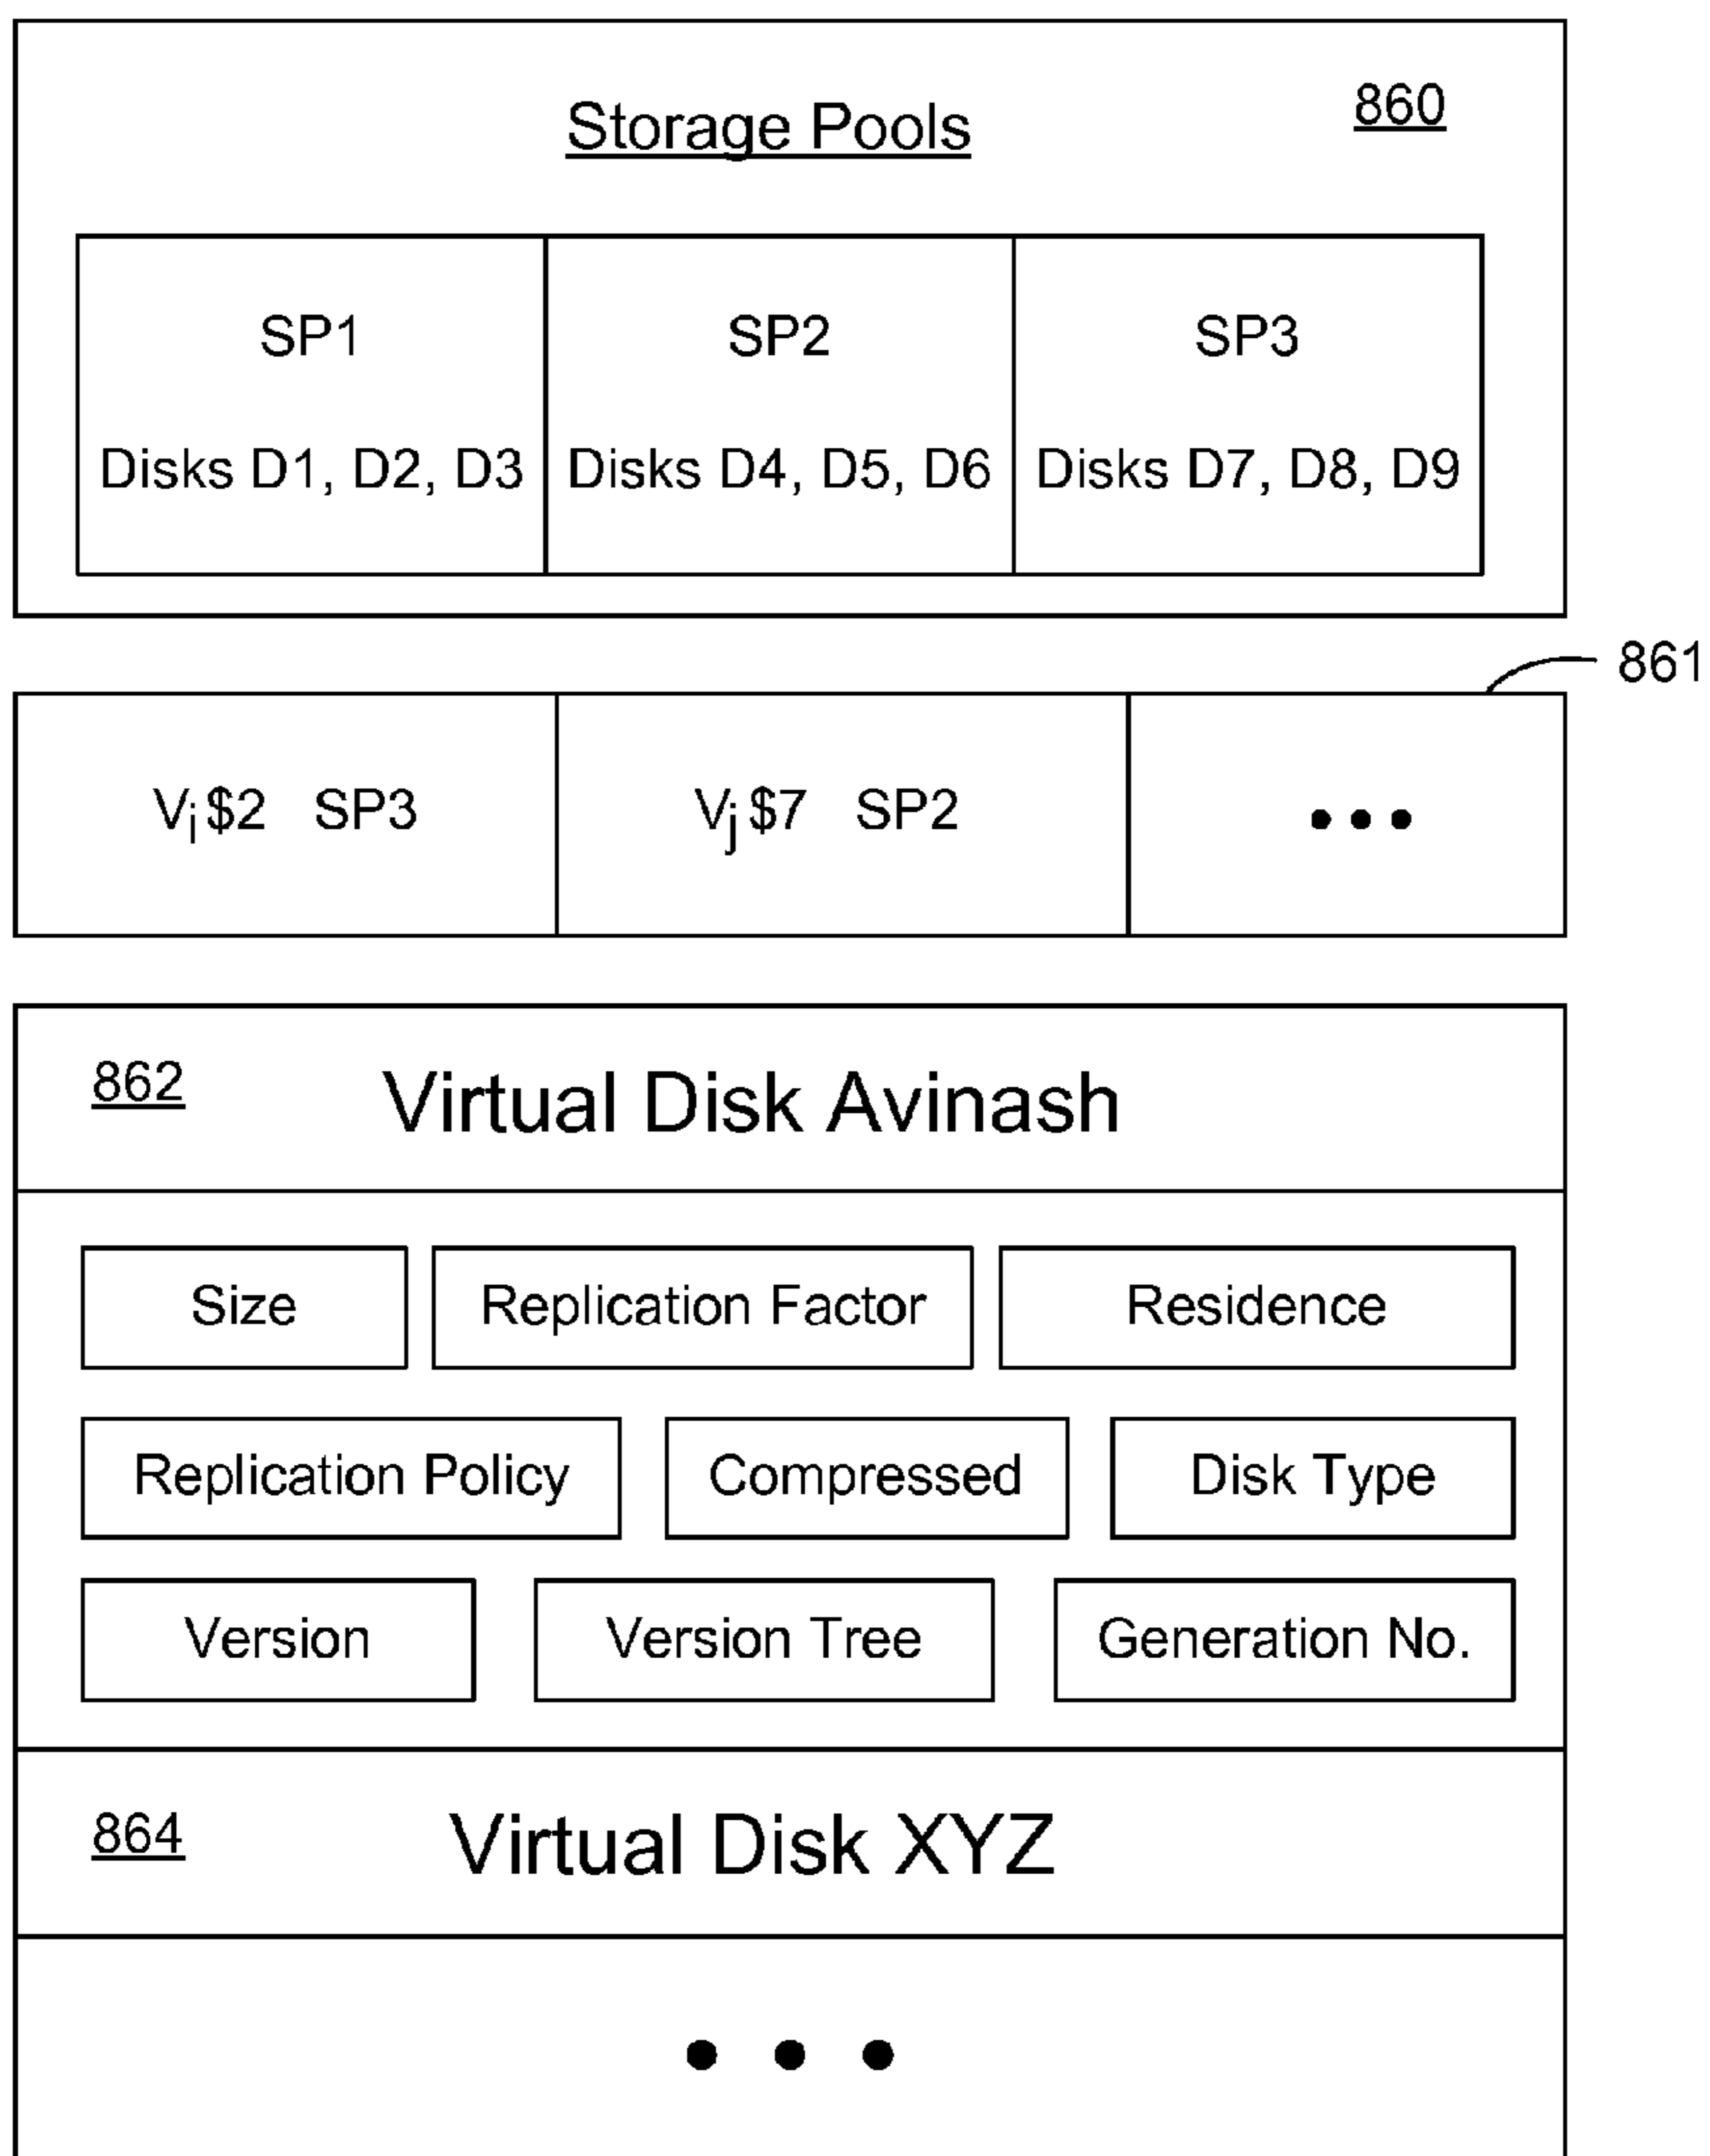 860
Storage Pools
SP1 SP2 SP3
Disks D1, D2, D3 Disks D4, D5, D6 Disks D7, D8, D9
861
Vi$2 SP3 Vj$7 SP2 •••
862 Virtual Disk Avinash
Size Replication Factor Residence
Replication Policy Compressed Disk Type
Version Version Tree Generation No.
864 Virtual Disk XYZ
• • •